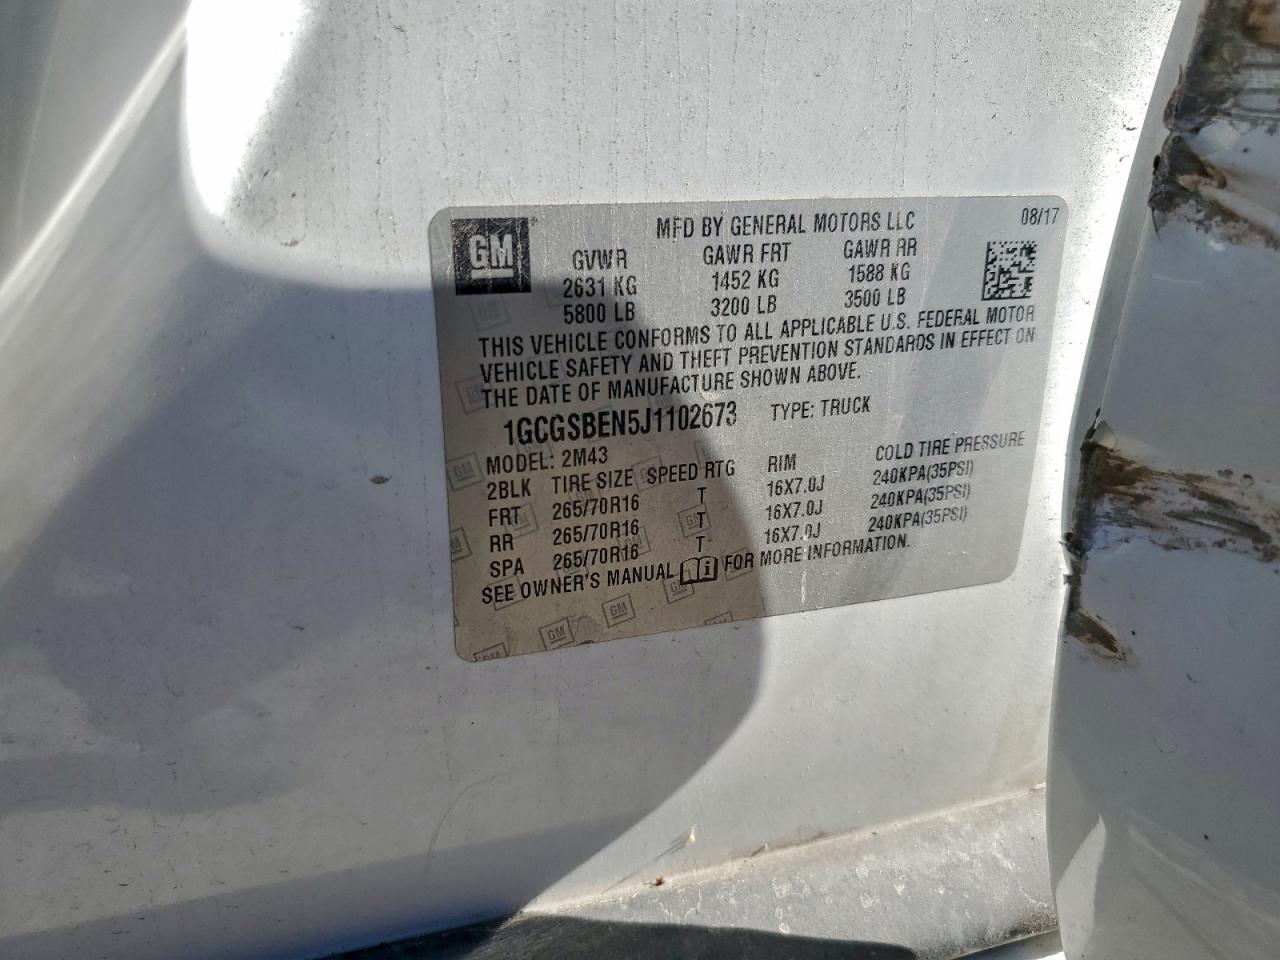 GM
MFD BY GENERAL MOTORS LLC 08/17
GVWR GAWR FRT GAWR RR
2631 KG 1452 KG 1588 KG
5800 LB 3200 LB 3500 LB
THIS VEHICLE CONFORMS TO ALL APPLICABLE U.S. FEDERAL MOTOR
VEHICLE SAFETY AND THEFT PREVENTION STANDARDS IN EFFECT ON
THE DATE OF MANUFACTURE SHOWN ABOVE.
1GCGSBEN5J1102673 TYPE: TRUCK
MODEL: 2M43
2BLK TIRE SIZE SPEED RTG RIM COLD TIRE PRESSURE
FRT 265/70R16 T 16X7.0J 240KPA(35PSI)
RR 265/70R16 T 16X7.0J 240KPA(35PSI)
SPA 265/70R16 T 16X7.0J 240KPA(35PSI)
SEE OWNER'S MANUAL FOR MORE INFORMATION.